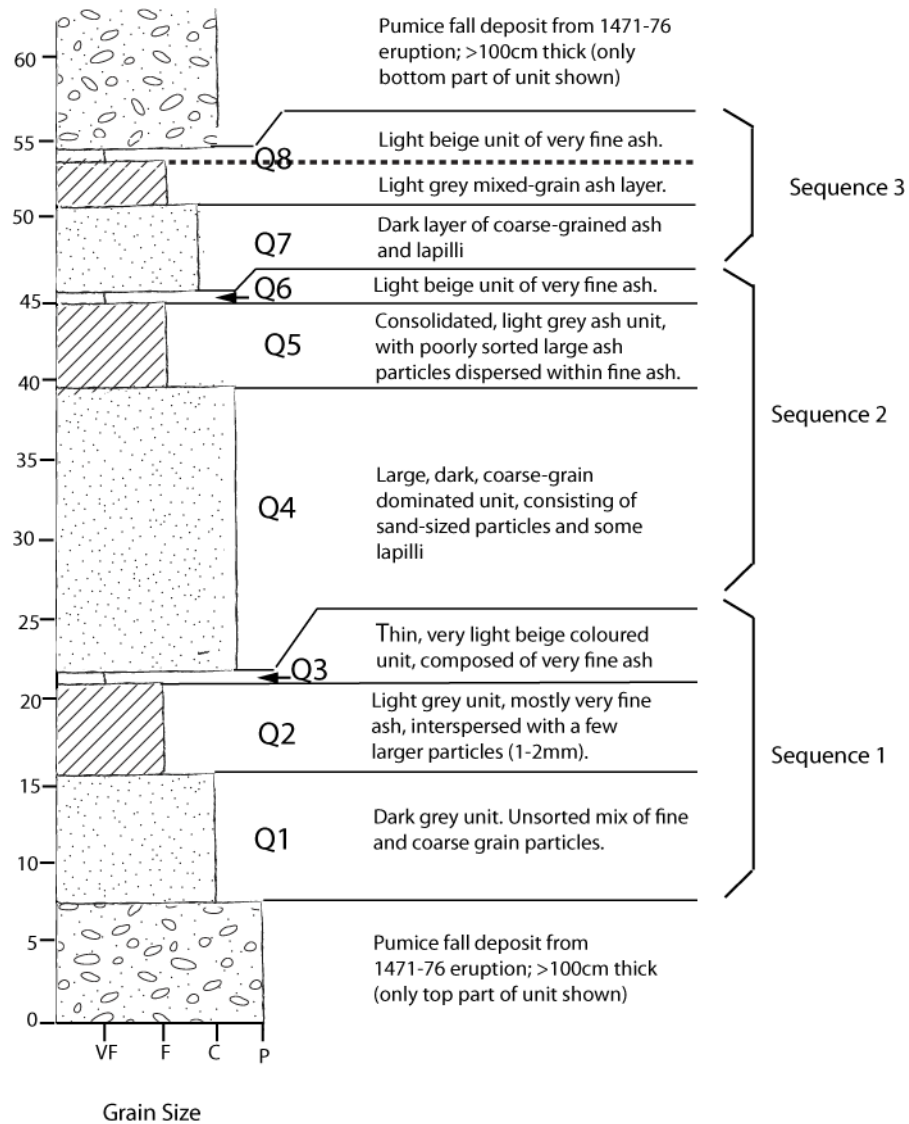 Pumice fall deposit from 1471-76
eruption; >100cm thick (only
bottom part of unit shown)
60
55
Light beige unit of very fine ash.
Q8
Light grey mixed-grain ash layer.
Sequence 3
50
Q7
Dark layer of coarse-grained ash
and lapilli
Q6
Light beige unit of very fine ash.
45
Q5
Consolidated, light grey ash unit,
with poorly sorted large ash
particles dispersed within fine ash.
40
Sequence 2
35
Q4
Large, dark, coarse-grain
dominated unit, consisting of
sand-sized particles and some
lapilli
30
25
Thin, very light beige coloured
unit, composed of very fine ash
Q3
20
Q2
Light grey unit, mostly very fine
ash, interspersed with a few
larger particles (1-2mm).
Sequence 1
15
Q1
Dark grey unit. Unsorted mix of fine
and coarse grain particles.
10
5
Pumice fall deposit from
1471-76 eruption; >100cm thick
(only top part of unit shown)
0
VF F C P
Grain Size